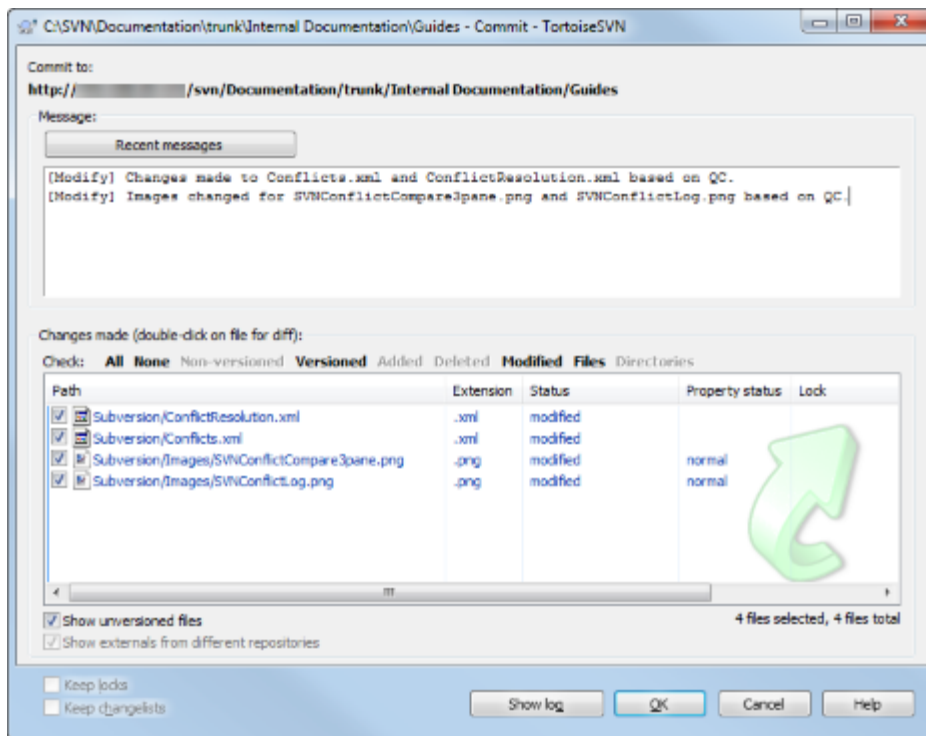 C:\SVN\Documentation\trunk\Internal Documentation\Guides - Commit - TortoiseSVN
Commit to:
http:// /svn/Documentation/trunk/Internal Documentation/Guides
Message:
Recent messages
[Modify] Changes made to Conflicts.xml and ConflictResolution.xml based on QC.
[Modify] Images changed for SVNConflictCompare3pane.png and SVNConflictLog.png based on QC.
Changes made (double-click on file for diff):
Check: All None Non-versioned Versioned Added Deleted Modified Files Directories
Path Extension Status Property status Lock
Subversion/ConflictResolution.xml .xml modified
Subversion/Conflicts.xml .xml modified
Subversion/Images/SVNConflictCompare3pane.png .png modified normal
Subversion/Images/SVNConflictLog.png .png modified normal
Show unversioned files 4 files selected, 4 files total
Show externals from different repositories
Keep locks
Keep changelists
Show log OK Cancel Help